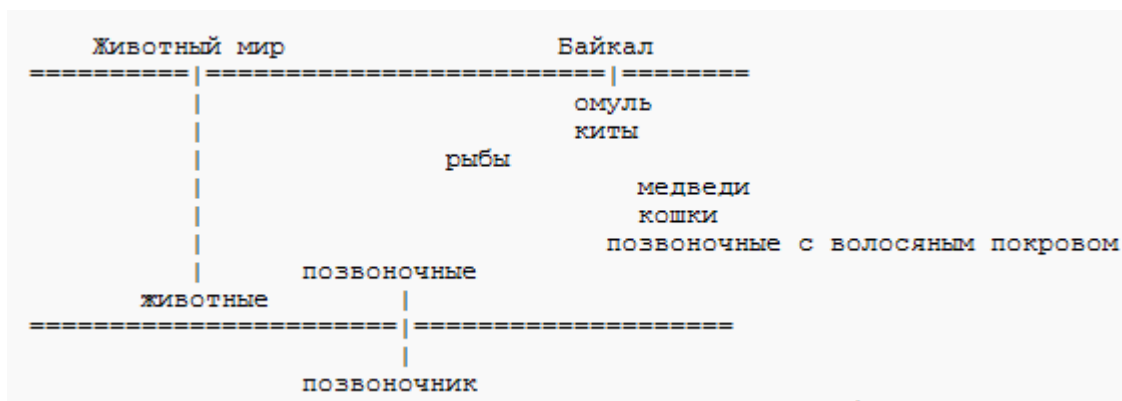 Животный мир Байкал
==========|=========================|========
| омуль
| киты
| рыбы
| медведи
| кошки
| позвоночные с волосяным покровом
| позвоночные
животные |
=======================|====================
|
позвоночник